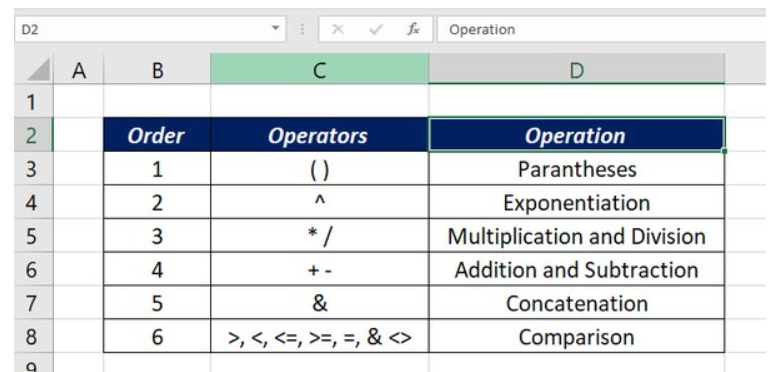 D2 fx Operation
A B C D
1
2 Order Operators Operation
3 1 ( ) Parantheses
4 2 ^ Exponentiation
5 3 * / Multiplication and Division
6 4 + - Addition and Subtraction
7 5 & Concatenation
8 6 >, <, <=, >=, =, & <> Comparison
9